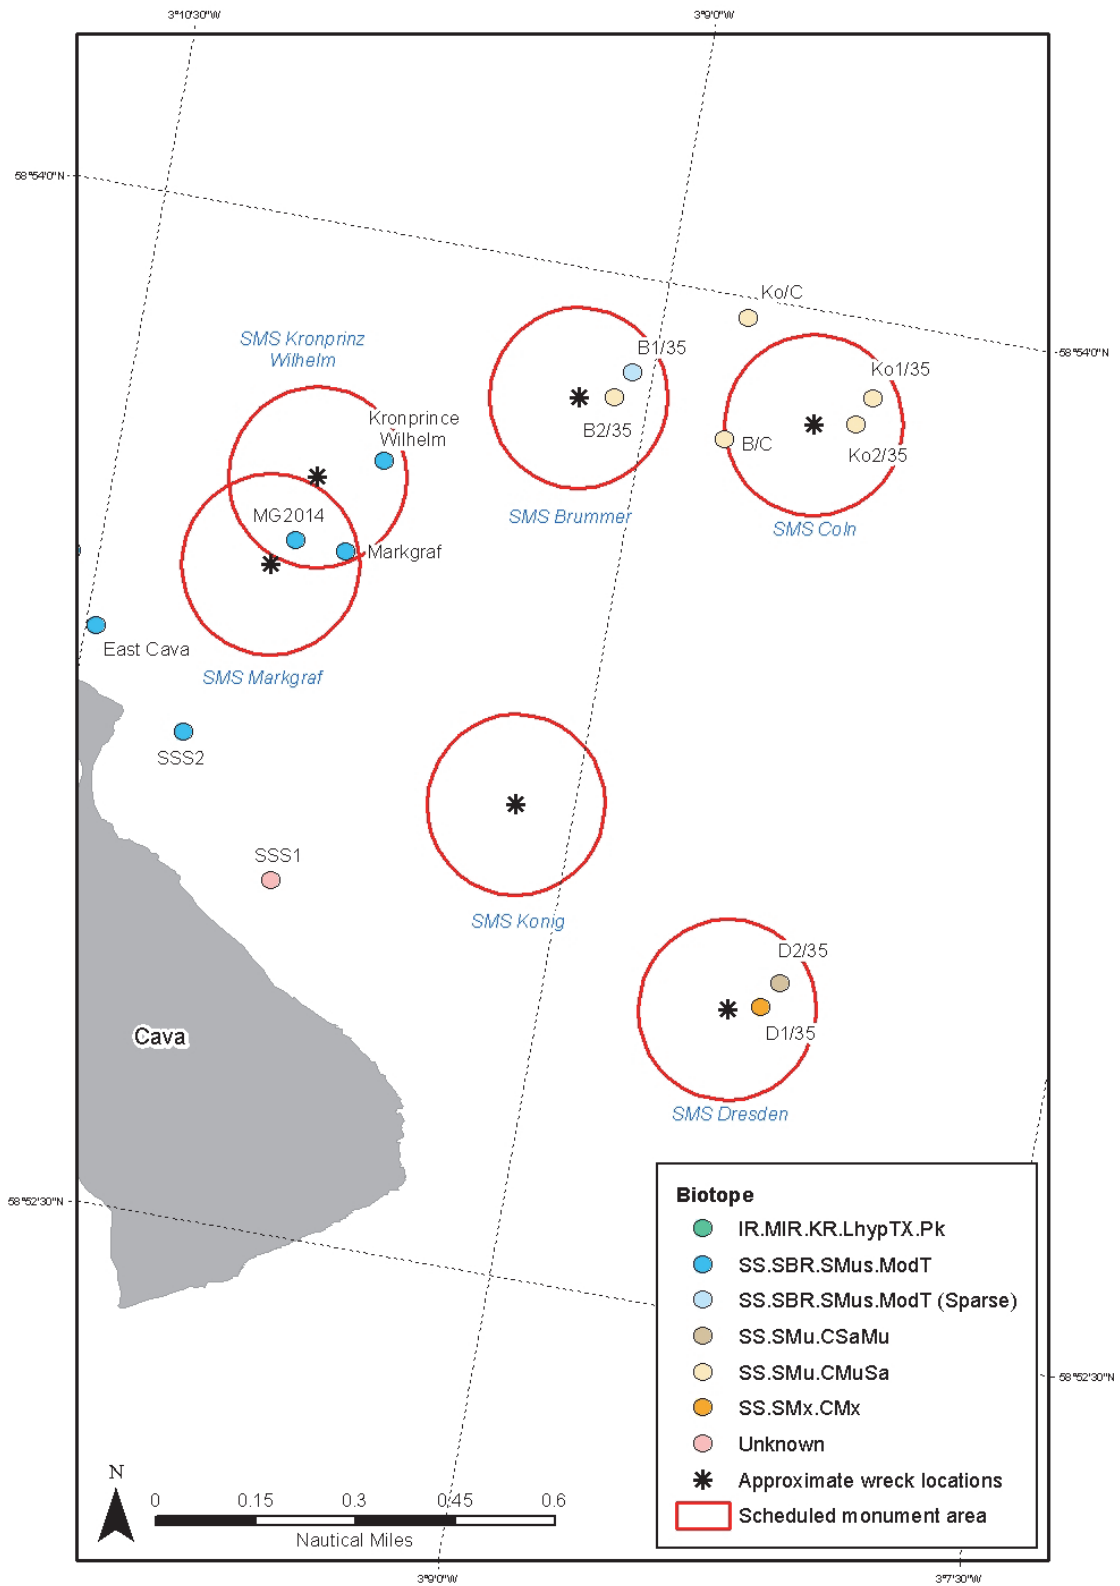 3°10'30"W
3°9'0"W
58°54'0"N
Ko/C
SMS Kronprinz
Wilhelm
B1/35
58°54'0"N
Ko1/35
Kronprince
Wilhelm
B2/35
B/C
Ko2/35
MG2014
SMS Brummer
SMS Coln
Markgraf
East Cava
SMS Markgraf
SSS2
SSS1
SMS Konig
D2/35
Cava
D1/35
SMS Dresden
58°52'30"N
Biotope
IR.MIR.KR.LhypTX.Pk
SS.SBR.SMus.ModT
SS.SBR.SMus.ModT (Sparse)
SS.SMu.CSaMu
SS.SMu.CMuSa
58°52'30"N
SS.SMx.CMx
Unknown
Approximate wreck locations
Scheduled monument area
N
0 0.15 0.3 0.45 0.6
Nautical Miles
3°9'0"W
3°7'30"W